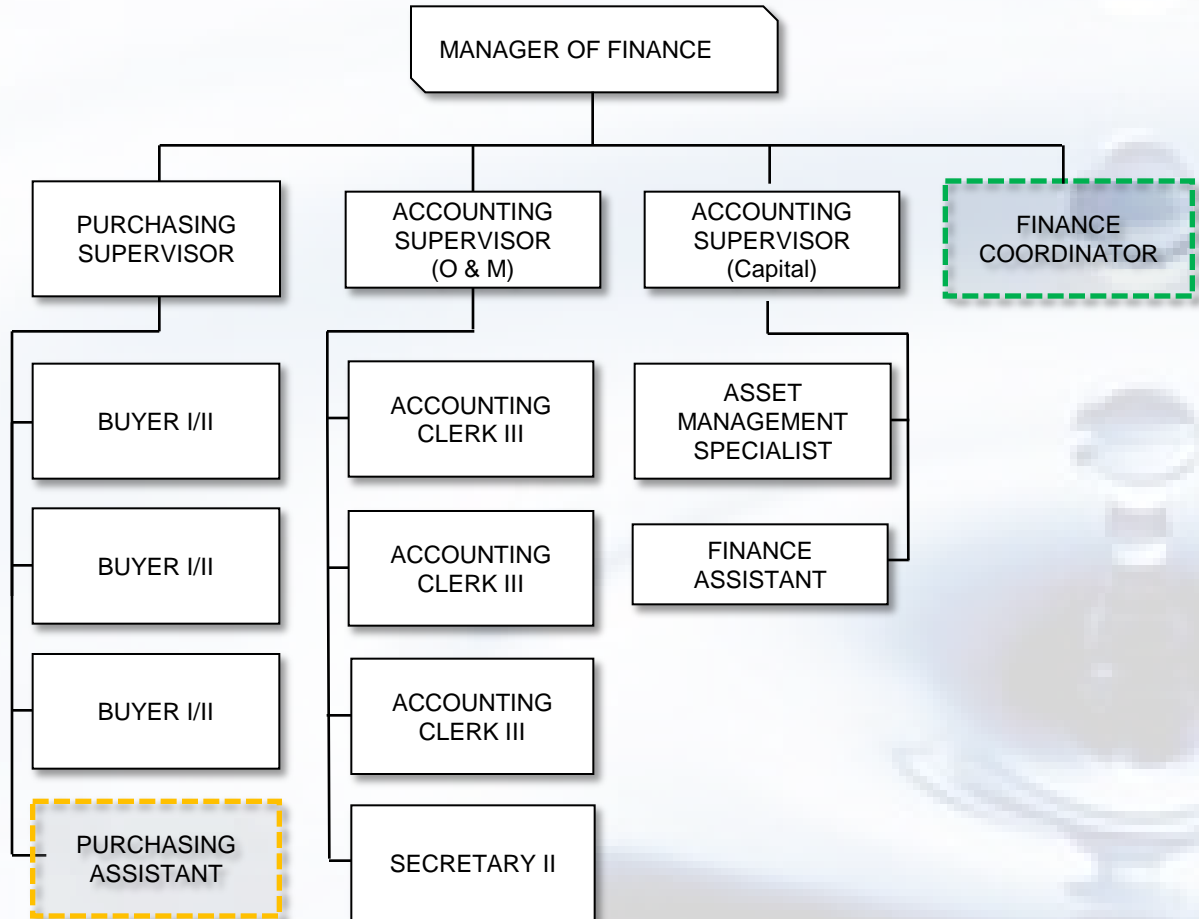 MANAGER OF FINANCE
PURCHASING
SUPERVISOR
ACCOUNTING
SUPERVISOR
(O & M)
ACCOUNTING
SUPERVISOR
(Capital)
FINANCE
COORDINATOR
BUYER I/II
BUYER I/II
BUYER I/II
PURCHASING
ASSISTANT
ACCOUNTING
CLERK III
ACCOUNTING
CLERK III
ACCOUNTING
CLERK III
SECRETARY II
ASSET
MANAGEMENT
SPECIALIST
FINANCE
ASSISTANT